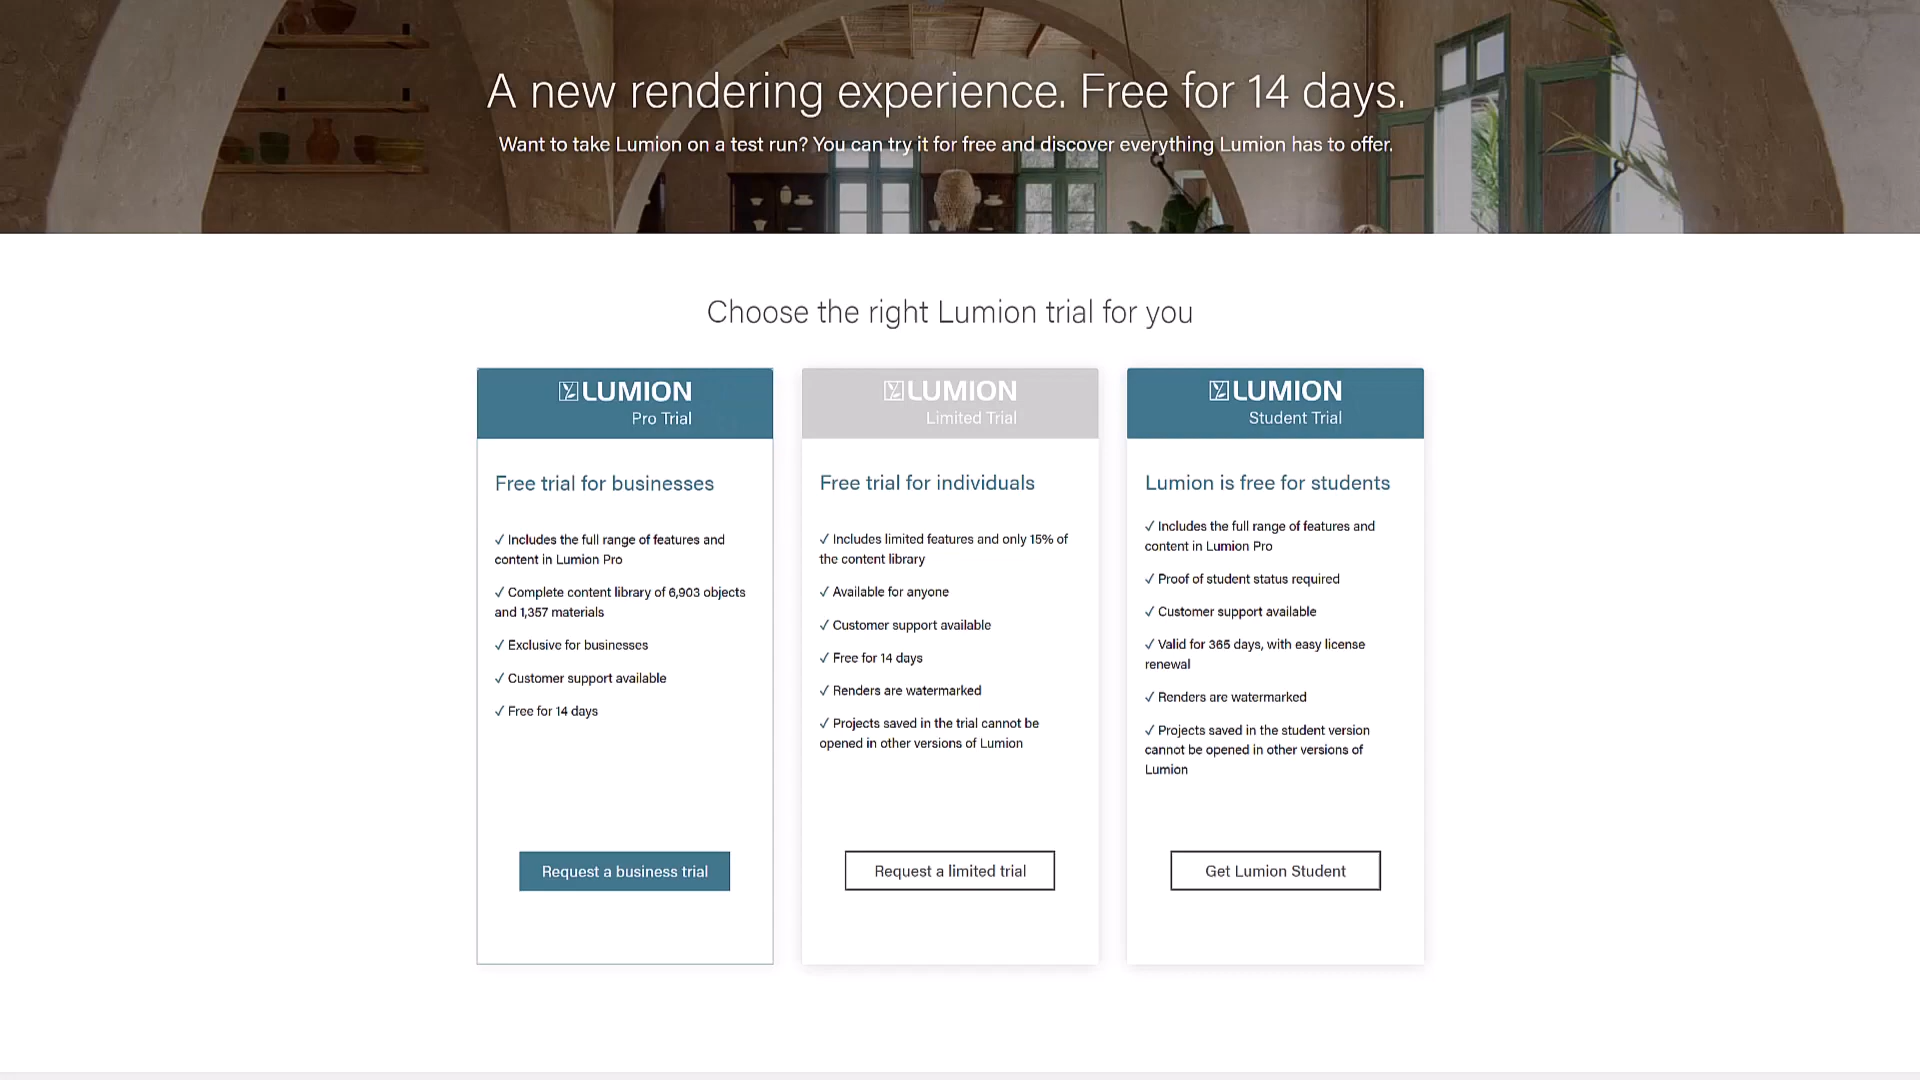 A new rendering experience. Free for 14 days.
Want to take Lumion on a test run? You can try it for free and discover everything Lumion has to offer.
Choose the right Lumion trial for you
LUMION
Pro Trial
Free trial for businesses
✓ Includes the full range of features and
content in Lumion Pro
✓ Complete content library of 6,903 objects
and 1,357 materials
✓ Exclusive for businesses
✓ Customer support available
✓ Free for 14 days
Request a business trial
LUMION
Limited Trial
Free trial for individuals
✓ Includes limited features and only 15% of
the content library
✓ Available for anyone
✓ Customer support available
✓ Free for 14 days
✓ Renders are watermarked
✓ Projects saved in the trial cannot be
opened in other versions of Lumion
Request a limited trial
LUMION
Student Trial
Lumion is free for students
✓ Includes the full range of features and
content in Lumion Pro
✓ Proof of student status required
✓ Customer support available
✓ Valid for 365 days, with easy license
renewal
✓ Renders are watermarked
✓ Projects saved in the student version
cannot be opened in other versions of
Lumion
Get Lumion Student